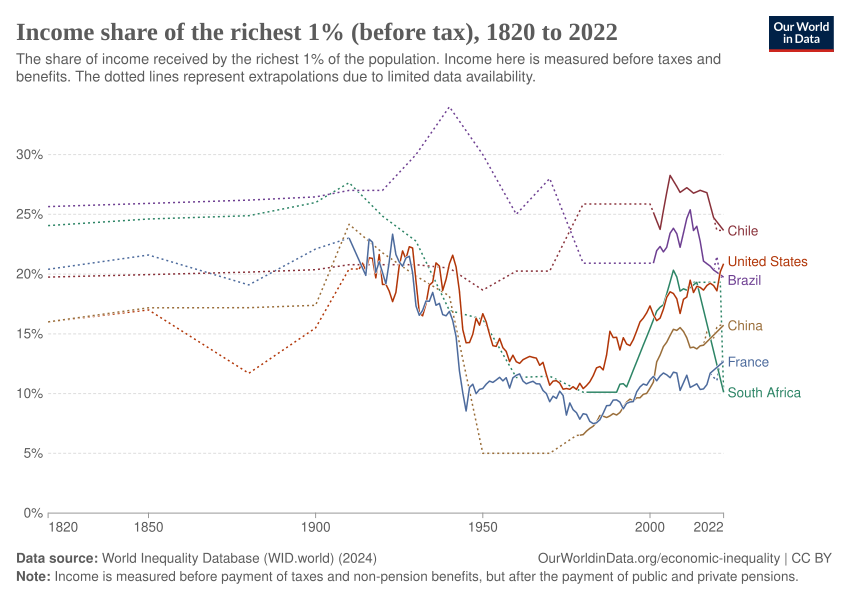 Income share of the richest 1% (before tax), 1820 to 2022
Our World
in Data
The share of income received by the richest 1% of the population. Income here is measured before taxes and
benefits. The dotted lines represent extrapolations due to limited data availability.
30%
25%
20%
15%
10%
5%
0%
Chile
United States
Brazil
China
France
South Africa
1820
1850
1900
1950
2000
2022
Data source: World Inequality Database (WID.world) (2024)
OurWorldinData.org/economic-inequality | CC BY
Note: Income is measured before payment of taxes and non-pension benefits, but after the payment of public and private pensions.